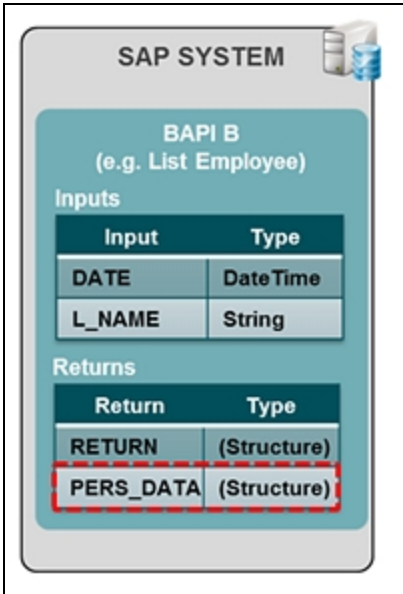 SAP SYSTEM
BAPI B
(e.g. List Employee)
Inputs
Input Type
DATE DateTime
L_NAME String
Returns
Return Type
RETURN (Structure)
PERS_DATA (Structure)